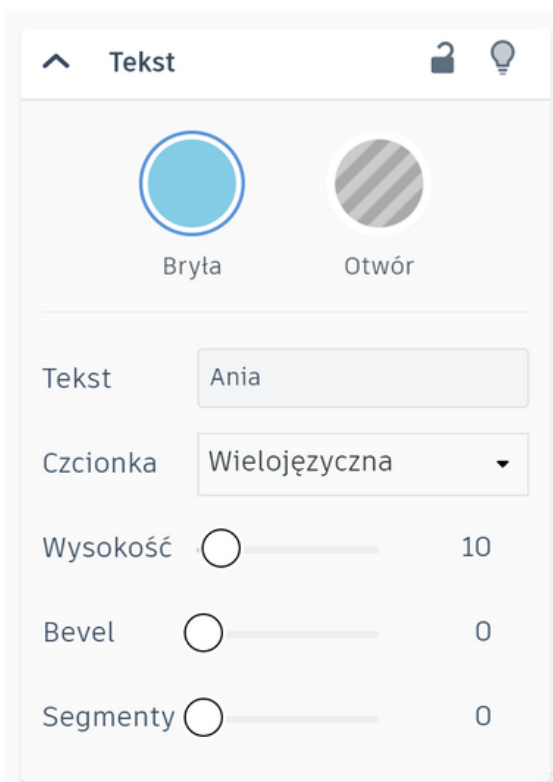 Tekst
Bryła Otwór
Tekst Ania
Czcionka Wielojęzyczna
Wysokość 10
Bevel 0
Segmenty 0